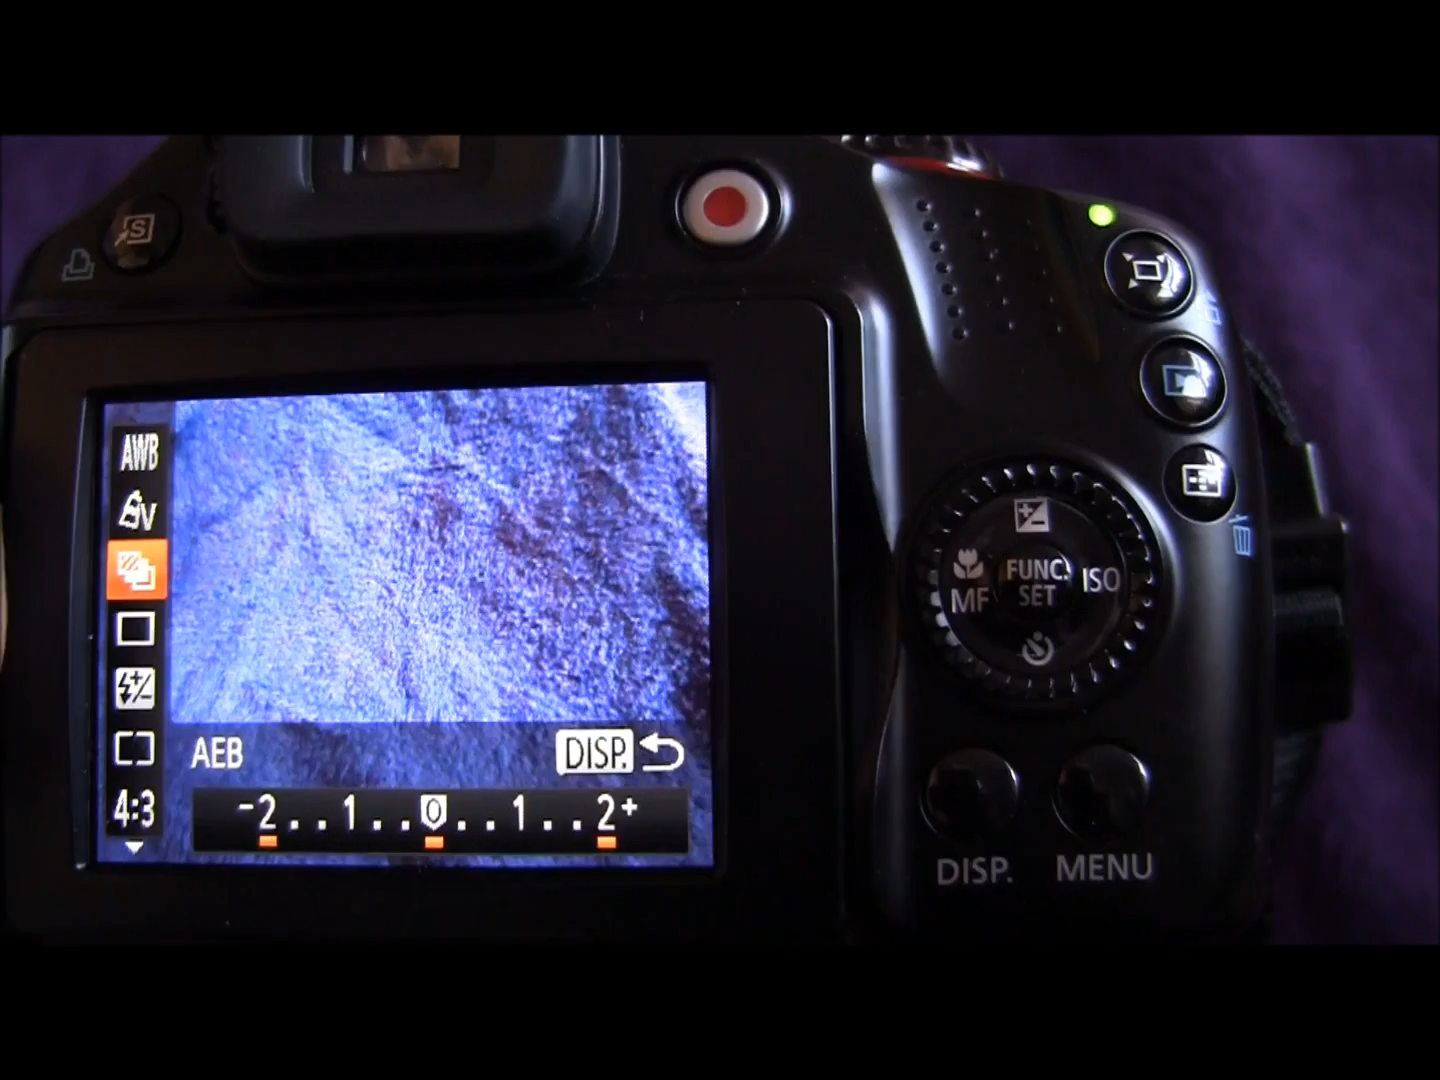 S
AWB
V
4:3
AEB
DISP.
-2..1..0..1..2+
MF
FUNC.
SET
ISO
DISP.
MENU